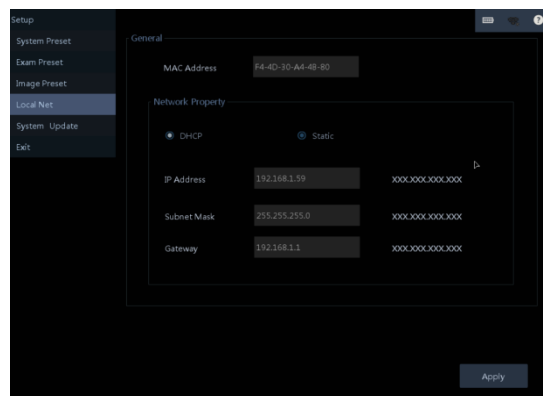 Setup
?
System Preset
General
Exam Preset
MAC Address F4-4D-30-A4-48-80
Image Preset
Local Net
Network Property
System Update
DHCP Static
Exit
IP Address 192.168.1.59 XXX.XXX.XXX.XXX
Subnet Mask 255.255.255.0 XXX.XXX.XXX.XXX
Gateway 192.168.1.1 XXX.XXX.XXX.XXX
Apply